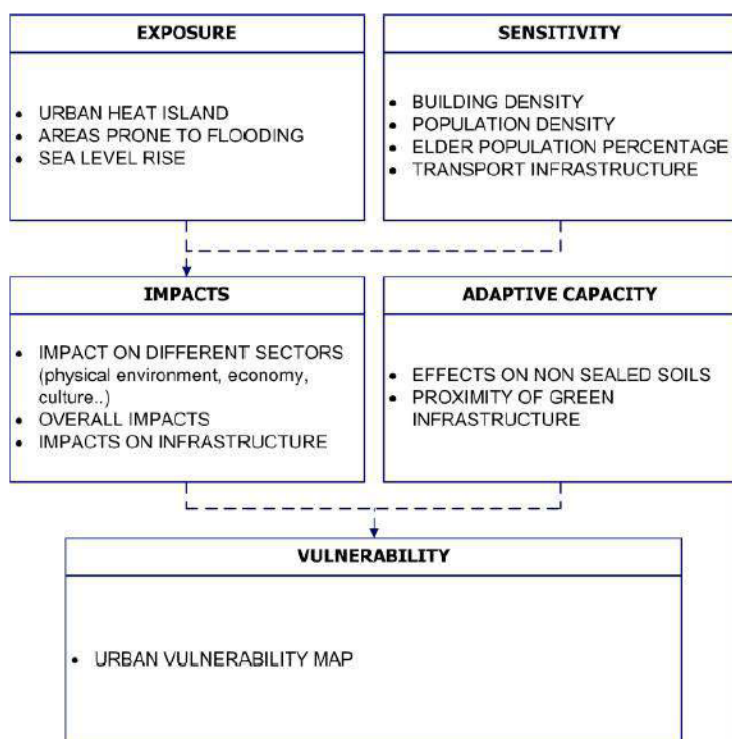 EXPOSURE
• URBAN HEAT ISLAND
• AREAS PRONE TO FLOODING
• SEA LEVEL RISE
SENSITIVITY
• BUILDING DENSITY
• POPULATION DENSITY
• ELDER POPULATION PERCENTAGE
• TRANSPORT INFRASTRUCTURE
IMPACTS
• IMPACT ON DIFFERENT SECTORS
(physical environment, economy,
culture..)
• OVERALL IMPACTS
• IMPACTS ON INFRASTRUCTURE
ADAPTIVE CAPACITY
• EFFECTS ON NON SEALED SOILS
• PROXIMITY OF GREEN
INFRASTRUCTURE
VULNERABILITY
• URBAN VULNERABILITY MAP